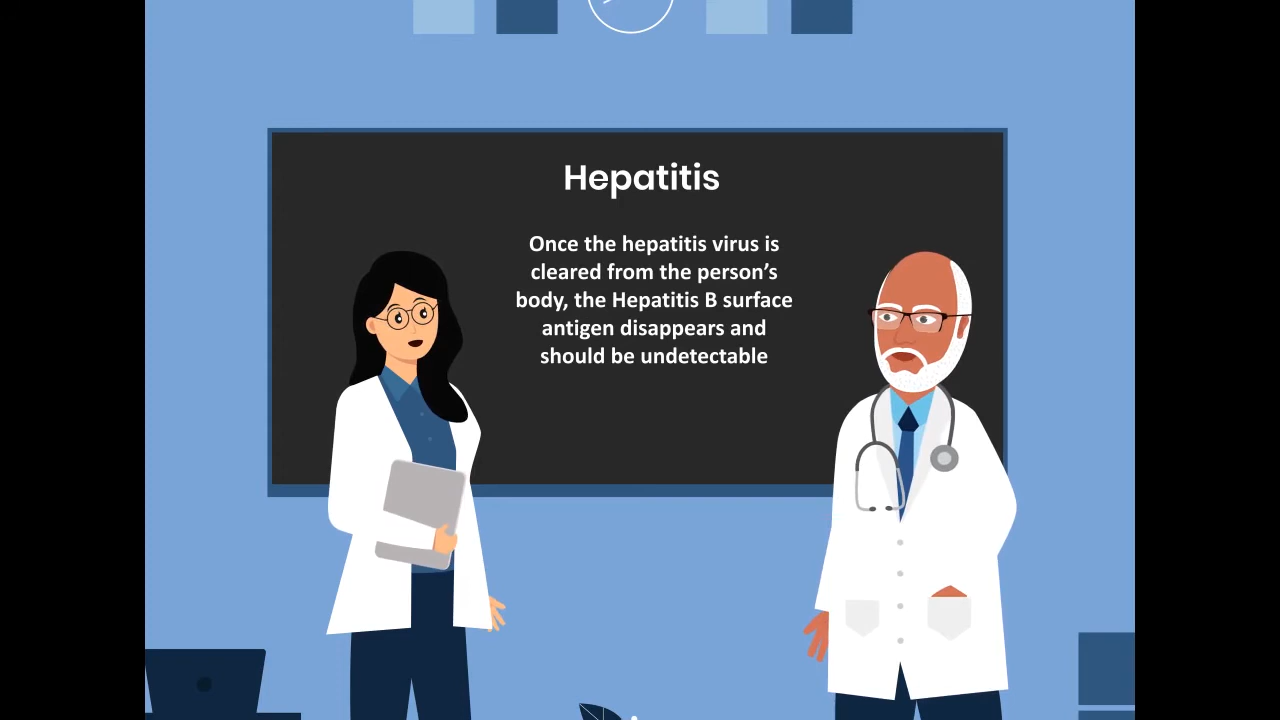 Hepatitis
Once the hepatitis virus is
cleared from the person’s
body, the Hepatitis B surface
antigen disappears and
should be undetectable